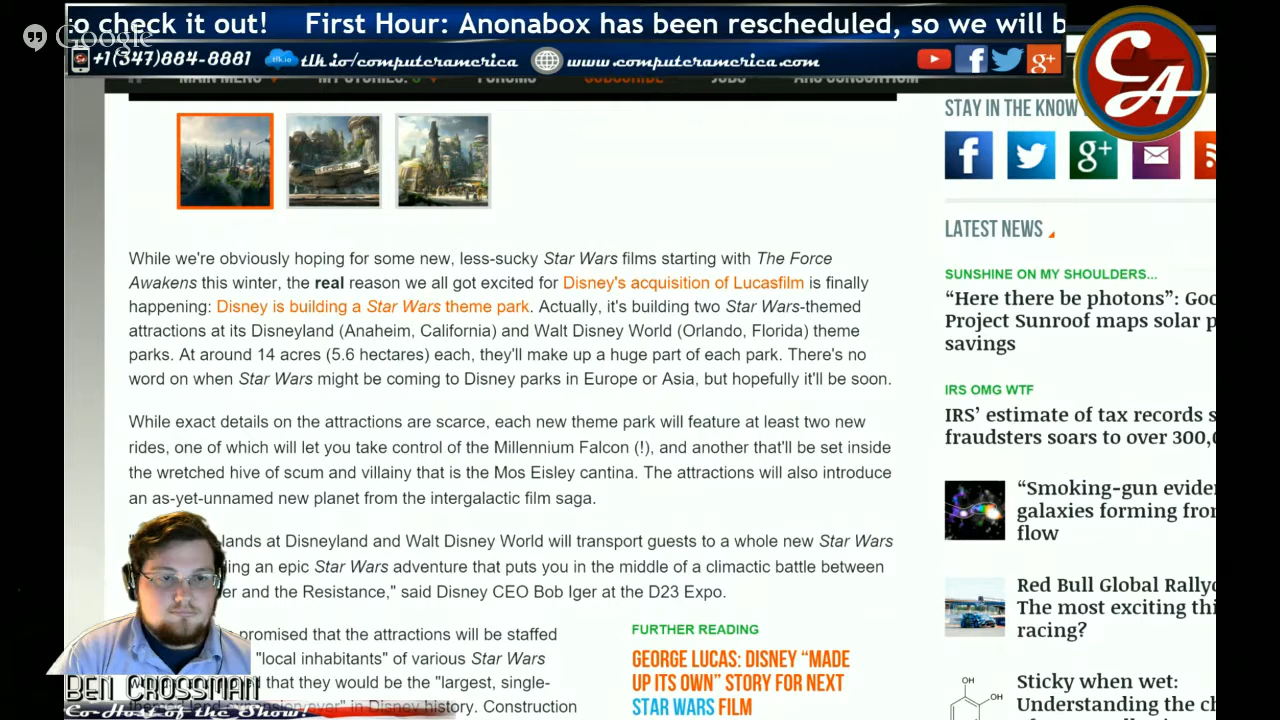 o check it out! First Hour: Anonabox has been rescheduled, so we will b
Google
+1(347)884-8881 tlk.io tlk.io/computeramerica www.computeramerica.com
CA
MAIN MENU MY STORIES: FORUMS SUBSCRIBE JOBS ARS CONSORTIUM
STAY IN THE KNOW
While we're obviously hoping for some new, less-sucky Star Wars films starting with The Force
Awakens this winter, the real reason we all got excited for Disney's acquisition of Lucasfilm is finally
happening: Disney is building a Star Wars theme park. Actually, it's building two Star Wars-themed
attractions at its Disneyland (Anaheim, California) and Walt Disney World (Orlando, Florida) theme
parks. At around 14 acres (5.6 hectares) each, they'll make up a huge part of each park. There's no
word on when Star Wars might be coming to Disney parks in Europe or Asia, but hopefully it'll be soon.
While exact details on the attractions are scarce, each new theme park will feature at least two new
rides, one of which will let you take control of the Millennium Falcon (!), and another that'll be set inside
the wretched hive of scum and villainy that is the Mos Eisley cantina. The attractions will also introduce
an as-yet-unnamed new planet from the intergalactic film saga.
lands at Disneyland and Walt Disney World will transport guests to a whole new Star Wars
ing an epic Star Wars adventure that puts you in the middle of a climactic battle between
er and the Resistance," said Disney CEO Bob Iger at the D23 Expo.
promised that the attractions will be staffed
"local inhabitants" of various Star Wars
d that they would be the "largest, single-
in Disney history. Construction
FURTHER READING
GEORGE LUCAS: DISNEY “MADE
UP ITS OWN” STORY FOR NEXT
STAR WARS FILM
LATEST NEWS
SUNSHINE ON MY SHOULDERS...
“Here there be photons”: Goo
Project Sunroof maps solar p
savings
IRS OMG WTF
IRS’ estimate of tax records s
fraudsters soars to over 300,0
“Smoking-gun eviden
galaxies forming from
flow
Red Bull Global Rallyc
The most exciting thi
racing?
Sticky when wet:
Understanding the ch
OH
OH
BEN CROSSMAN
Co-Host of the Show!